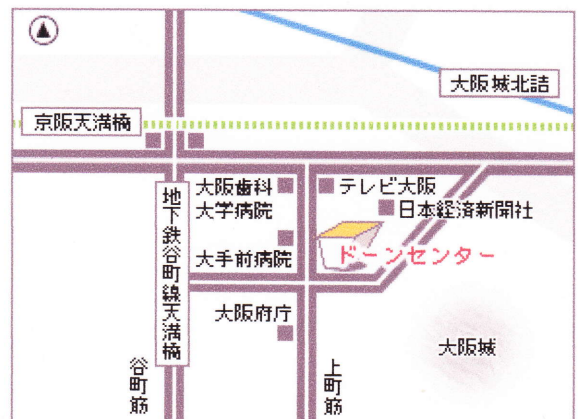 大阪城北詰
京阪天満橋
地下鉄谷町線天満橋
大阪歯科
大学病院
テレビ大阪
日本経済新聞社
大手前病院
ドーンセンター
大阪府庁
大阪城
谷町筋
上町筋